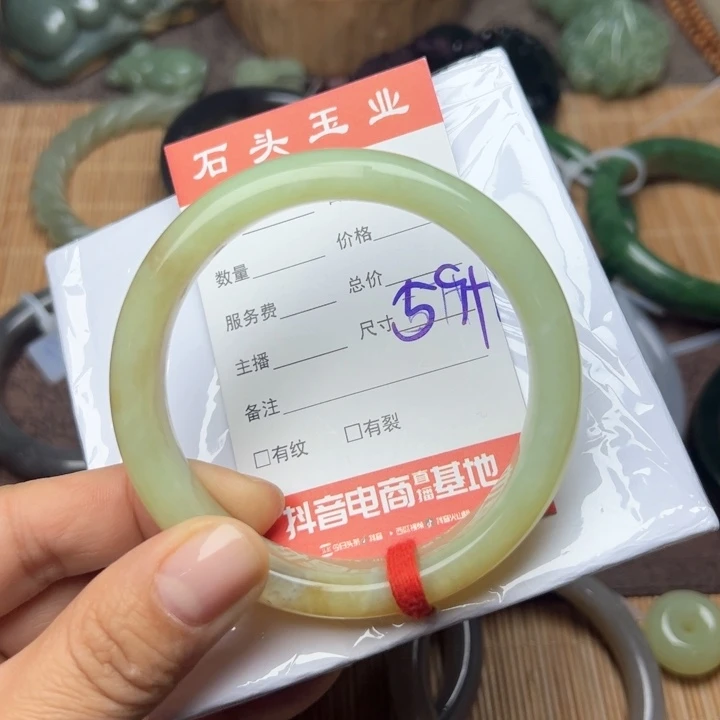 石头玉业
价格
数量
总价
服务费
尺寸
主播
备注
□有纹 □有裂
抖音电商直播基地